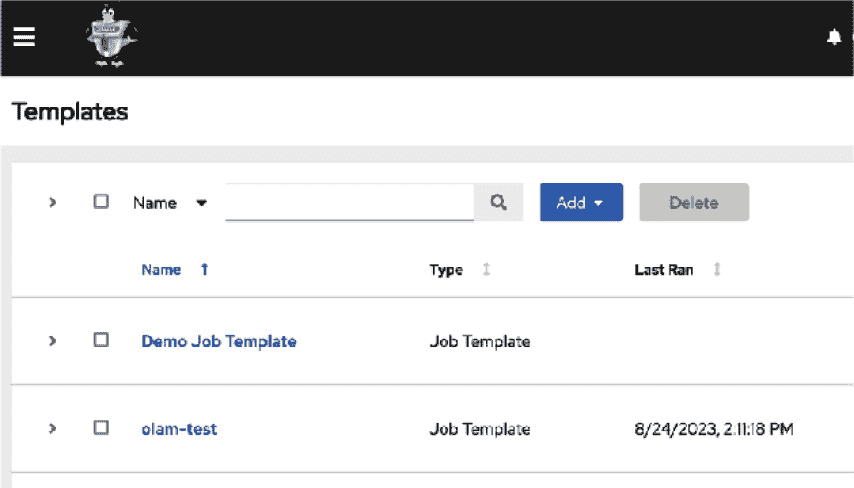 Templates
Name
Add
Delete
Name Type Last Ran
Demo Job Template Job Template
olam-test Job Template 8/24/2023, 2:11:18 PM